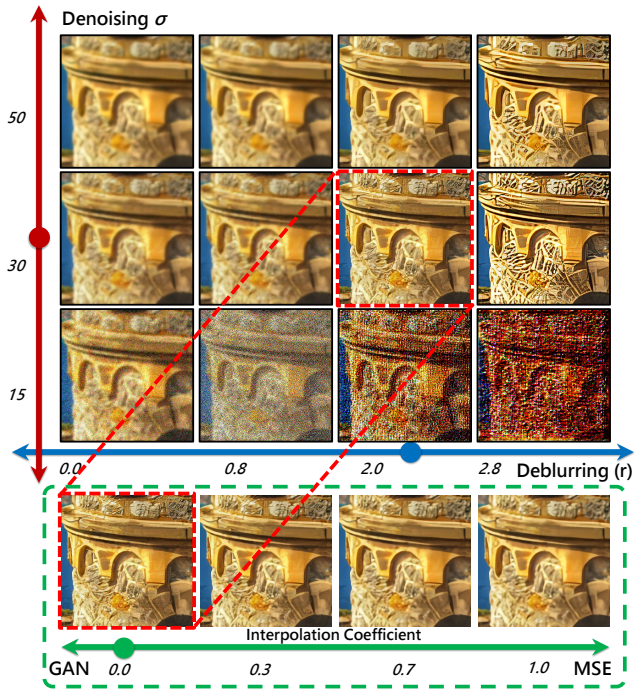 Denoising σ
50
30
15
0.0 0.8 2.0 2.8
Deblurring (r)
Interpolation Coefficient
GAN 0.0 0.3 0.7 1.0 MSE